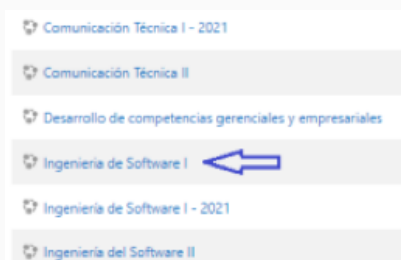 Comunicación Técnica I - 2021
Comunicación Técnica II
Desarrollo de competencias gerenciales y empresariales
Ingeniería de Software I
Ingeniería de Software I - 2021
Ingeniería del Software II